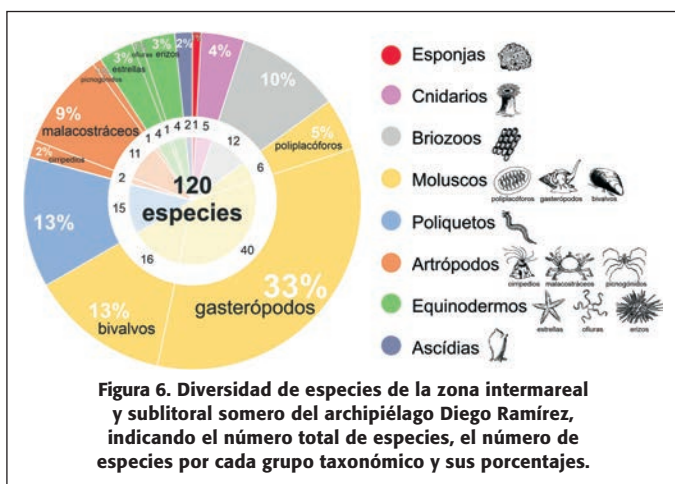 3%
ofiuras
3%
erizos
2%
4%
estrellas
picnogónidos
10%
9%
malacostráceos
5%
poliplacóforos
2%
cirripedios
1 4 1 4 2 1 5
12
11
6
2
120
especies
15
13%
40
16
33%
gasterópodos
13%
bivalvos
Esponjas
Cnidarios
Briozoos
Moluscos
poliplacóforos gasterópodos bivalvos
Poliquetos
Artrópodos
cirripedios malacostráceos picnogónidos
Equinodermos
estrellas ofiuras erizos
Ascídias
Figura 6. Diversidad de especies de la zona intermareal
y sublitoral somero del archipiélago Diego Ramírez,
indicando el número total de especies, el número de
especies por cada grupo taxonómico y sus porcentajes.